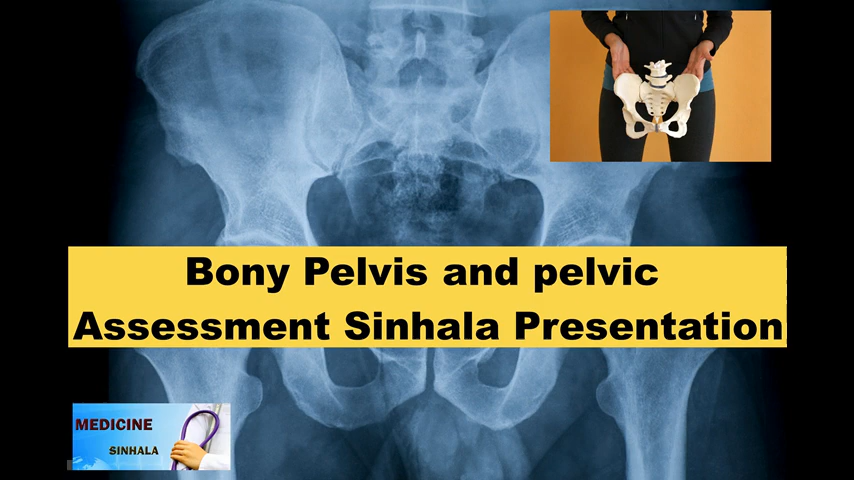 Bony Pelvis and pelvic
Assessment Sinhala Presentation
MEDICINE
SINHALA